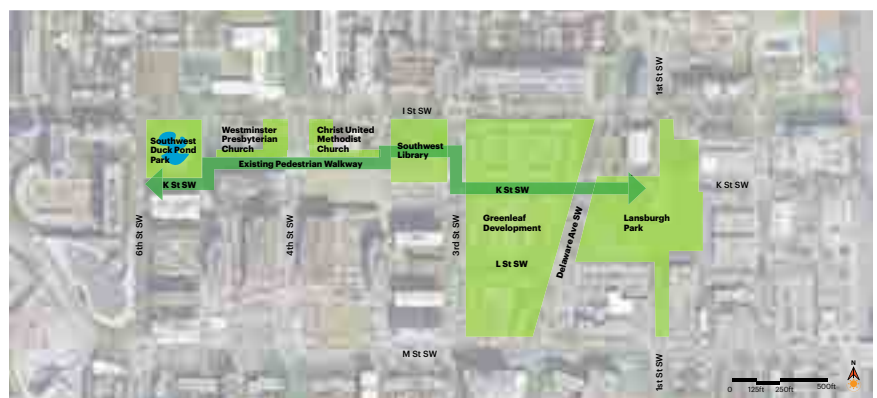 1st St SW
I St SW
Southwest
Duck Pond
Park
Westminster
Presbyterian
Church
Christ United
Methodist
Church
Southwest
Library
Existing Pedestrian Walkway
K St SW
K St SW
K St SW
6th St SW
4th St SW
3rd St SW
Greenleaf
Development
Delaware Ave SW
Lansburgh
Park
L St SW
M St SW
1st St SW
N
0 125ft 250ft 500ft